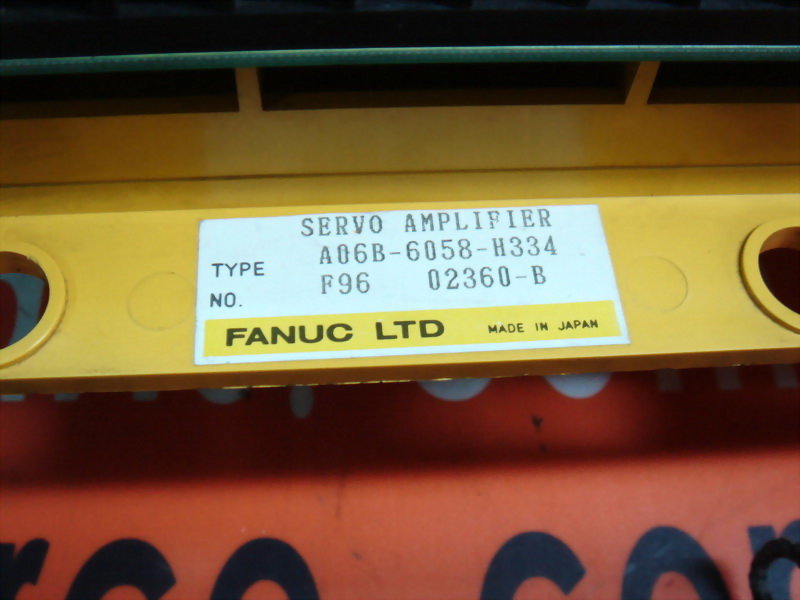 SERVO AMPLIFIER
TYPE A06B-6058-H334
NO. F96 02360-B
FANUC LTD MADE IN JAPAN